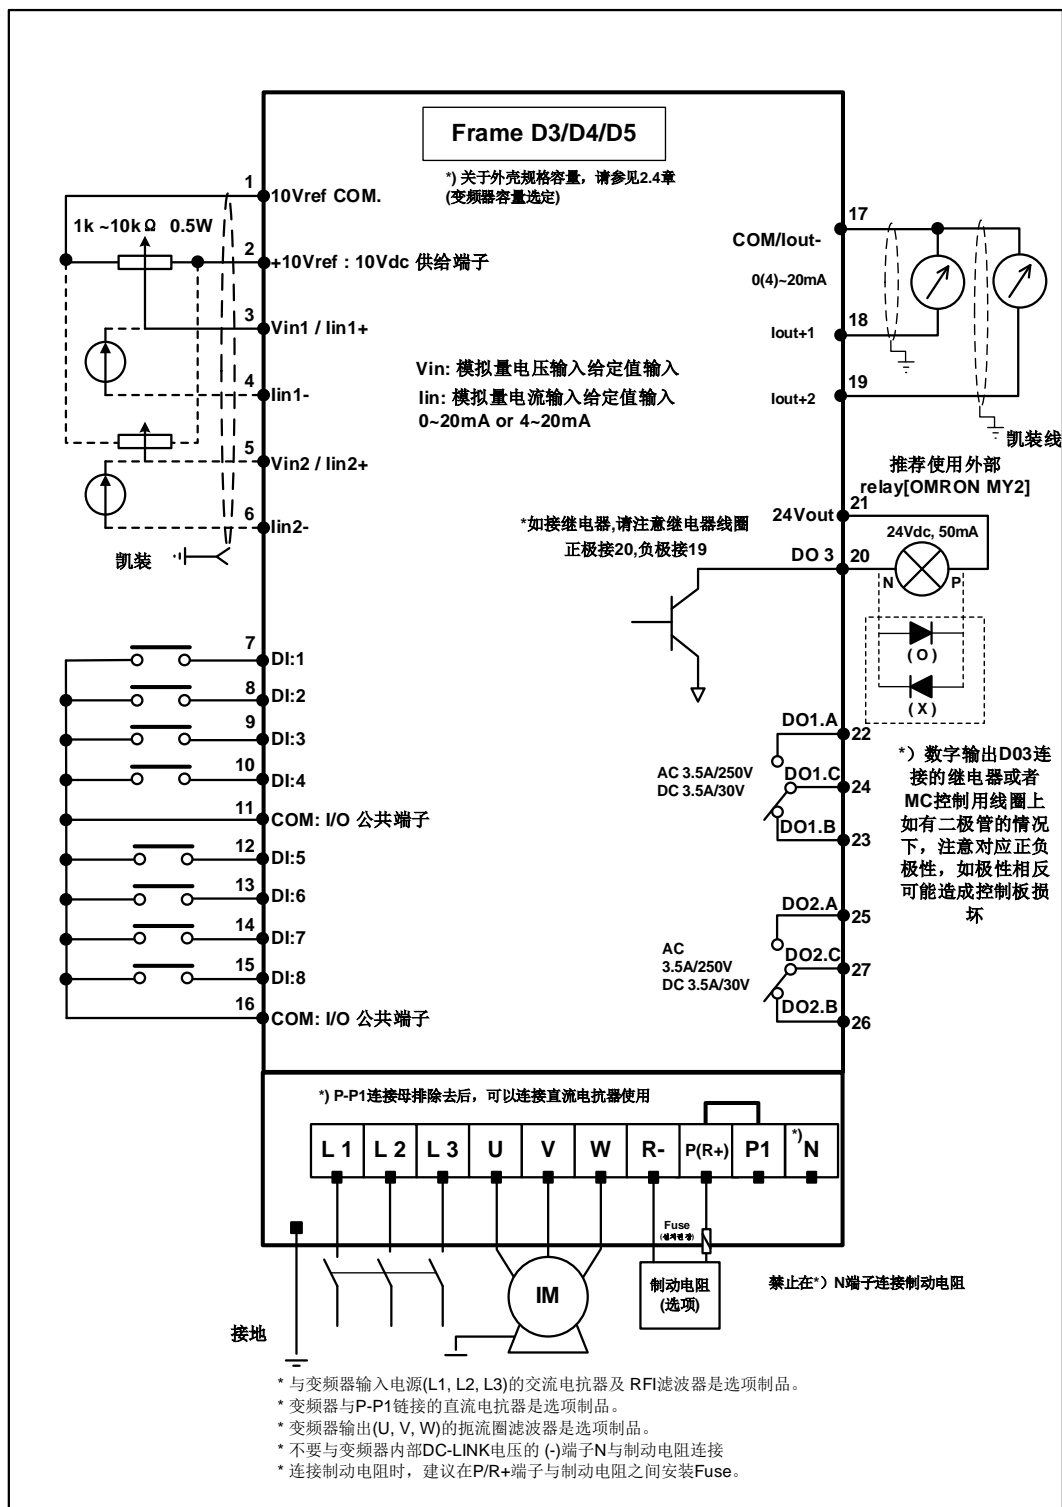 Frame D3/D4/D5
*) 关于外壳规格容量，请参见2.4章
(变频器容量选定)
1
10Vref COM.
1k ~10kΩ 0.5W
2
+10Vref : 10Vdc 供给端子
3
Vin1 / Iin1+
4
Iin1-
5
Vin2 / Iin2+
6
Iin2-
凯装
Vin: 模拟量电压输入给定值输入
Iin: 模拟量电流输入给定值输入
0~20mA or 4~20mA
17
COM/Iout-
0(4)~20mA
18
Iout+1
19
Iout+2
凯装线
推荐使用外部
relay[OMRON MY2]
21
24Vout
24Vdc, 50mA
*如接继电器,请注意继电器线圈
正极接20,负极接19
DO 3
20
N
P
(O)
(X)
7
DI:1
8
DI:2
9
DI:3
10
DI:4
11
COM: I/O 公共端子
12
DI:5
13
DI:6
14
DI:7
15
DI:8
16
COM: I/O 公共端子
DO1.A
22
AC 3.5A/250V
DC 3.5A/30V
DO1.C
24
DO1.B
23
*）数字输出D03连
接的继电器或者
MC控制用线圈上
如有二极管的情况
下，注意对应正负
极性，如极性相反
可能造成控制板损
坏
DO2.A
25
AC
3.5A/250V
DC 3.5A/30V
DO2.C
27
DO2.B
26
*) P-P1连接母排除去后，可以连接直流电抗器使用
L 1 L 2 L 3 U V W R- P(R+) P1 *)N
Fuse
IM
制动电阻
(选项)
禁止在*）N端子连接制动电阻
接地
* 与变频器输入电源(L1, L2, L3)的交流电抗器及 RFI滤波器是选项制品。
* 变频器与P-P1链接的直流电抗器是选项制品。
* 变频器输出(U, V, W)的扼流圈滤波器是选项制品。
* 不要与变频器内部DC-LINK电压的 (-)端子N与制动电阻连接
* 连接制动电阻时，建议在P/R+端子与制动电阻之间安装Fuse。